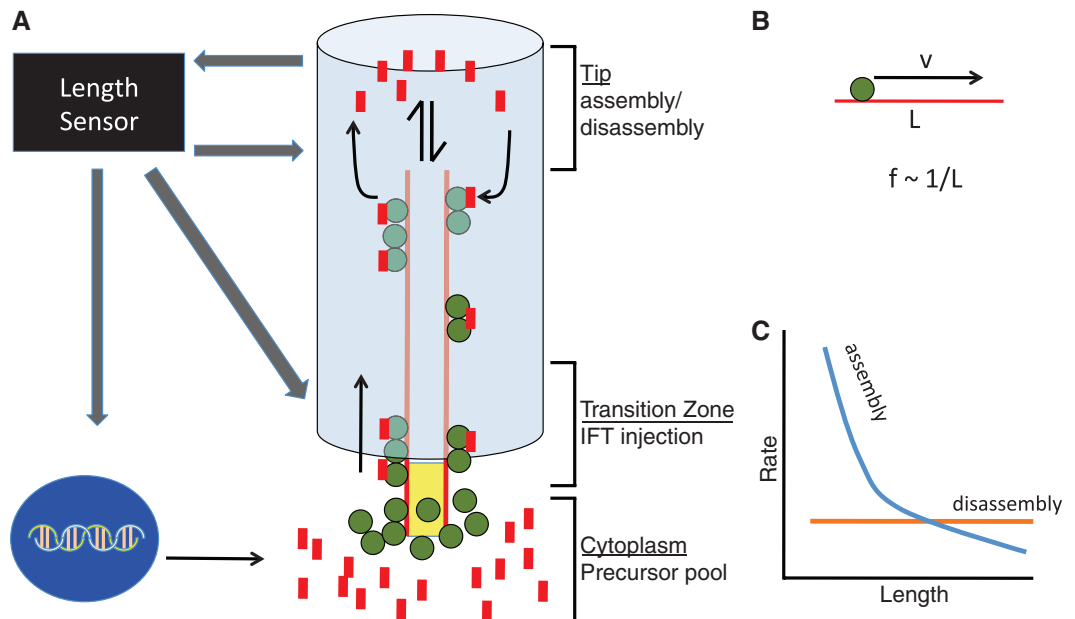 A
Length
Sensor
Tip
assembly/
disassembly
Transition Zone
IFT injection
Cytoplasm
Precursor pool
B
v
L
f ~ 1/L
C
Rate
assembly
disassembly
Length